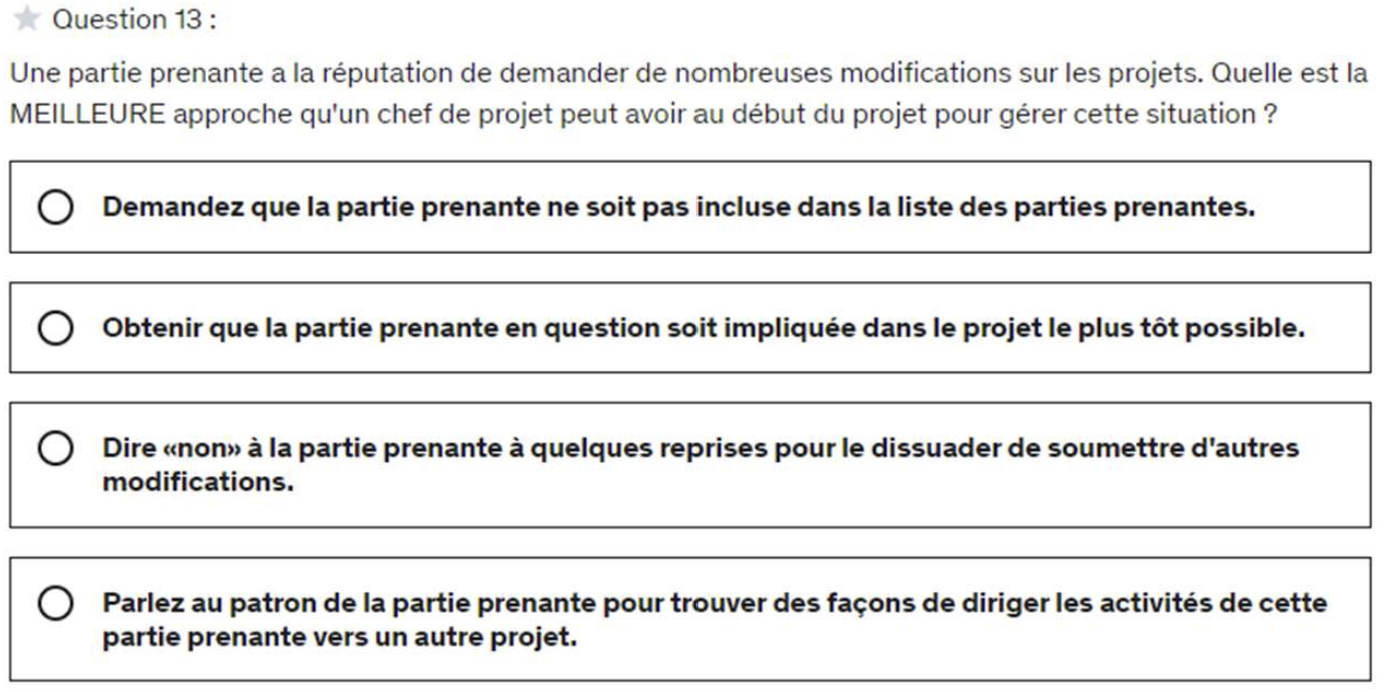 Question 13 :
Une partie prenante a la réputation de demander de nombreuses modifications sur les projets. Quelle est la
MEILLEURE approche qu'un chef de projet peut avoir au début du projet pour gérer cette situation ?
Demandez que la partie prenante ne soit pas incluse dans la liste des parties prenantes.
Obtenir que la partie prenante en question soit impliquée dans le projet le plus tôt possible.
Dire «non» à la partie prenante à quelques reprises pour le dissuader de soumettre d'autres
modifications.
Parlez au patron de la partie prenante pour trouver des façons de diriger les activités de cette
partie prenante vers un autre projet.